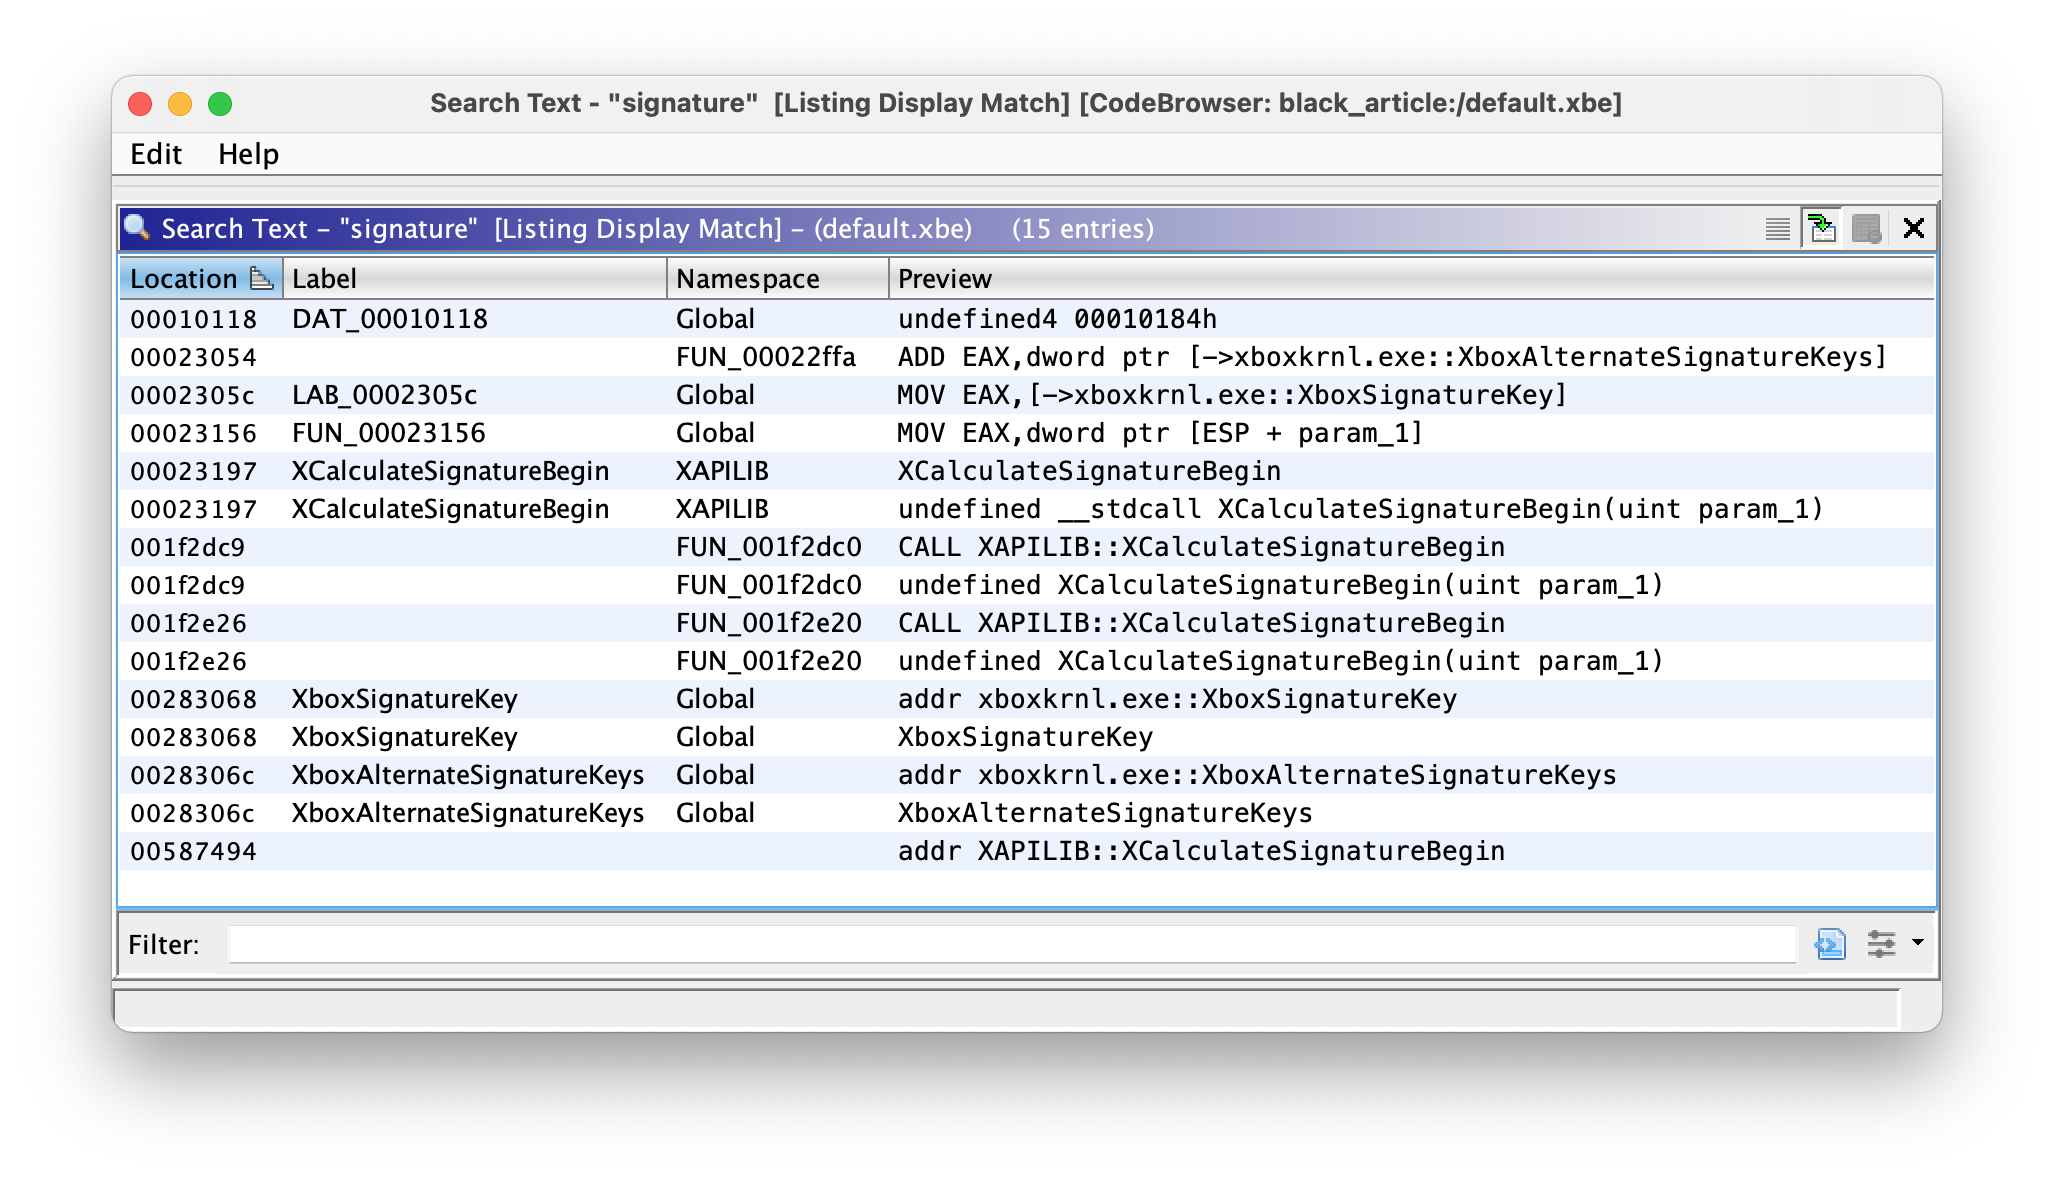 Search Text - "signature" [Listing Display Match] [CodeBrowser: black_article:/default.xbe]
Edit Help
Search Text - "signature" [Listing Display Match] - (default.xbe) (15 entries)
Location Label Namespace Preview
00010118 DAT_00010118 Global undefined4 00010184h
00023054 FUN_00022ffa ADD EAX,dword ptr [->xboxkrnl.exe::XboxAlternateSignatureKeys]
0002305c LAB_0002305c Global MOV EAX,[->xboxkrnl.exe::XboxSignatureKey]
00023156 FUN_00023156 Global MOV EAX,dword ptr [ESP + param_1]
00023197 XCalculateSignatureBegin XAPILIB XCalculateSignatureBegin
00023197 XCalculateSignatureBegin XAPILIB undefined __stdcall XCalculateSignatureBegin(uint param_1)
001f2dc9 FUN_001f2dc0 CALL XAPILIB::XCalculateSignatureBegin
001f2dc9 FUN_001f2dc0 undefined XCalculateSignatureBegin(uint param_1)
001f2e26 FUN_001f2e20 CALL XAPILIB::XCalculateSignatureBegin
001f2e26 FUN_001f2e20 undefined XCalculateSignatureBegin(uint param_1)
00283068 XboxSignatureKey Global addr xboxkrnl.exe::XboxSignatureKey
00283068 XboxSignatureKey Global XboxSignatureKey
0028306c XboxAlternateSignatureKeys Global addr xboxkrnl.exe::XboxAlternateSignatureKeys
0028306c XboxAlternateSignatureKeys Global XboxAlternateSignatureKeys
00587494 addr XAPILIB::XCalculateSignatureBegin
Filter: